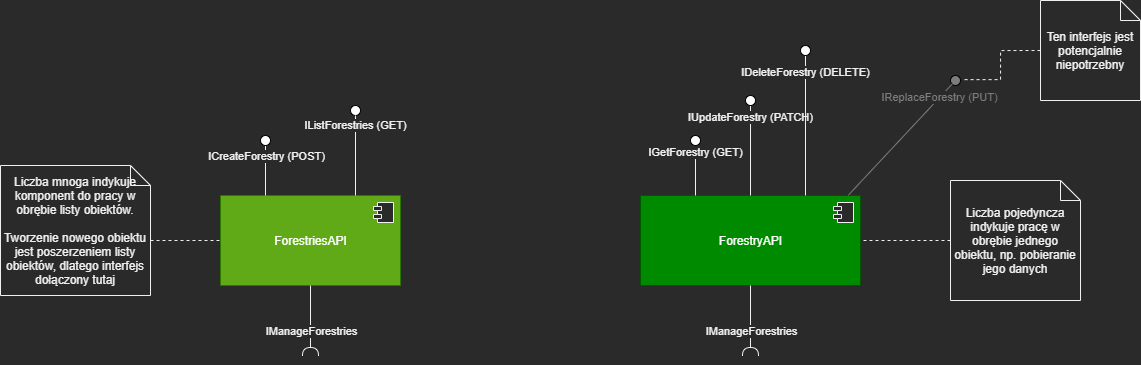 Ten interfejs jest
potencjalnie
niepotrzebny
IDeleteForestry (DELETE)
IReplaceForestry (PUT)
IListForestries (GET)
IUpdateForestry (PATCH)
ICreateForestry (POST)
IGetForestry (GET)
Liczba mnoga indykuje
komponent do pracy w
obrębie listy obiektów.
Tworzenie nowego obiektu
jest poszerzeniem listy
obiektów, dlatego interfejs
dołączony tutaj
ForestriesAPI
ForestryAPI
Liczba pojedyncza
indykuje pracę w
obrębie jednego
obiektu, np. pobieranie
jego danych
IManageForestries
IManageForestries